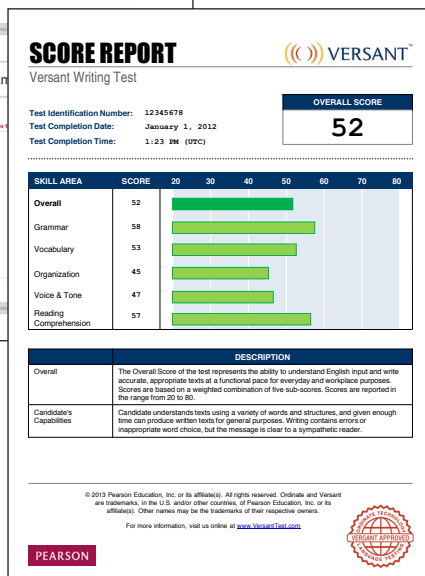 SCORE REPORT
VERSANT™
Versant Writing Test
OVERALL SCORE
52
Test Identification Number: 12345678
Test Completion Date: January 1, 2012
Test Completion Time: 1:23 PM (UTC)
SKILL AREA SCORE 20 30 40 50 60 70 80
Overall 52
Grammar 58
Vocabulary 53
Organization 45
Voice & Tone 47
Reading
Comprehension 57
DESCRIPTION
Overall The Overall Score of the test represents the ability to understand English input and write
accurate, appropriate texts at a functional pace for everyday and workplace purposes.
Scores are based on a weighted combination of five sub-scores. Scores are reported in
the range from 20 to 80.
Candidate's Candidate understands texts using a variety of words and structures, and given enough
Capabilities time can produce written texts for general purposes. Writing contains errors or
inappropriate word choice, but the message is clear to a sympathetic reader.
© 2013 Pearson Education, Inc. or its affiliate(s). All rights reserved. Ordinate and Versant
are trademarks, in the U.S. and/or other countries, of Pearson Education, Inc. or its
affiliate(s). Other names may be the trademarks of their respective owners.
For more information, visit us online at www.VersantTest.com
PEARSON
ORDINATE TECHNOLOGY
VERSANT APPROVED
LANGUAGE TESTING